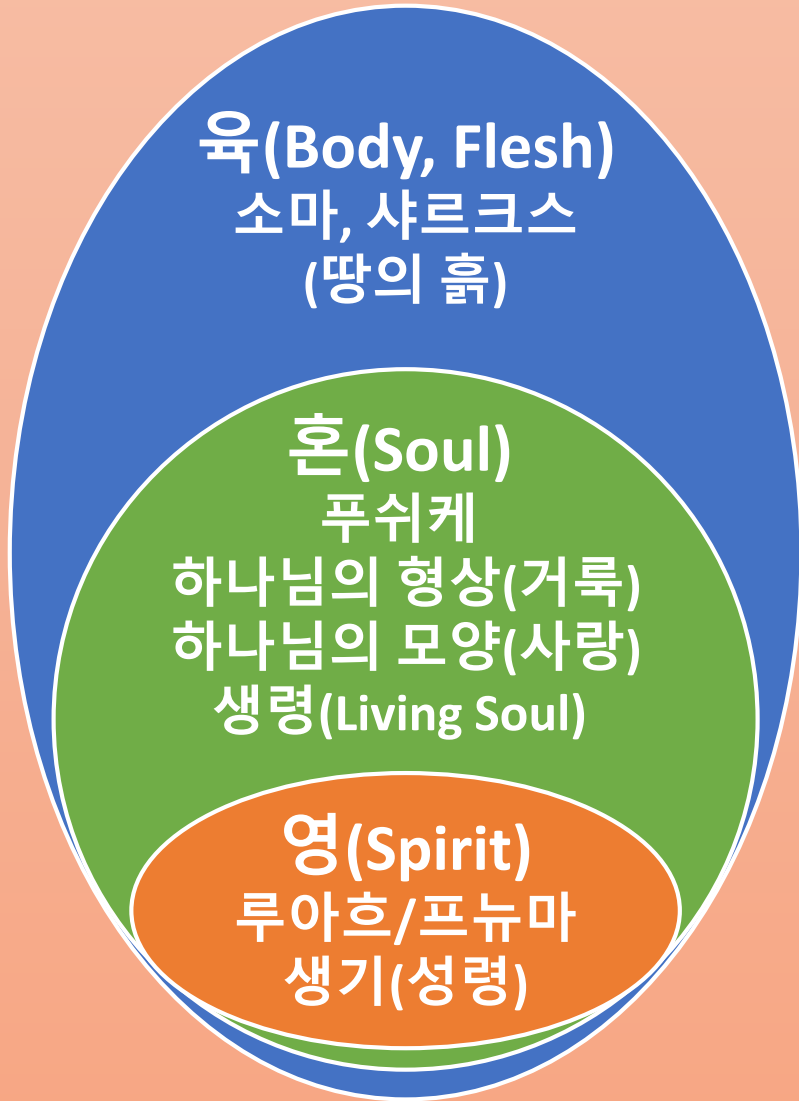 육(Body, Flesh)
소마, 샤르크스
(땅의 흙)
혼(Soul)
푸쉬케
하나님의 형상(거룩)
하나님의 모양(사랑)
생령(Living Soul)
영(Spirit)
루아흐/프뉴마
생기(성령)